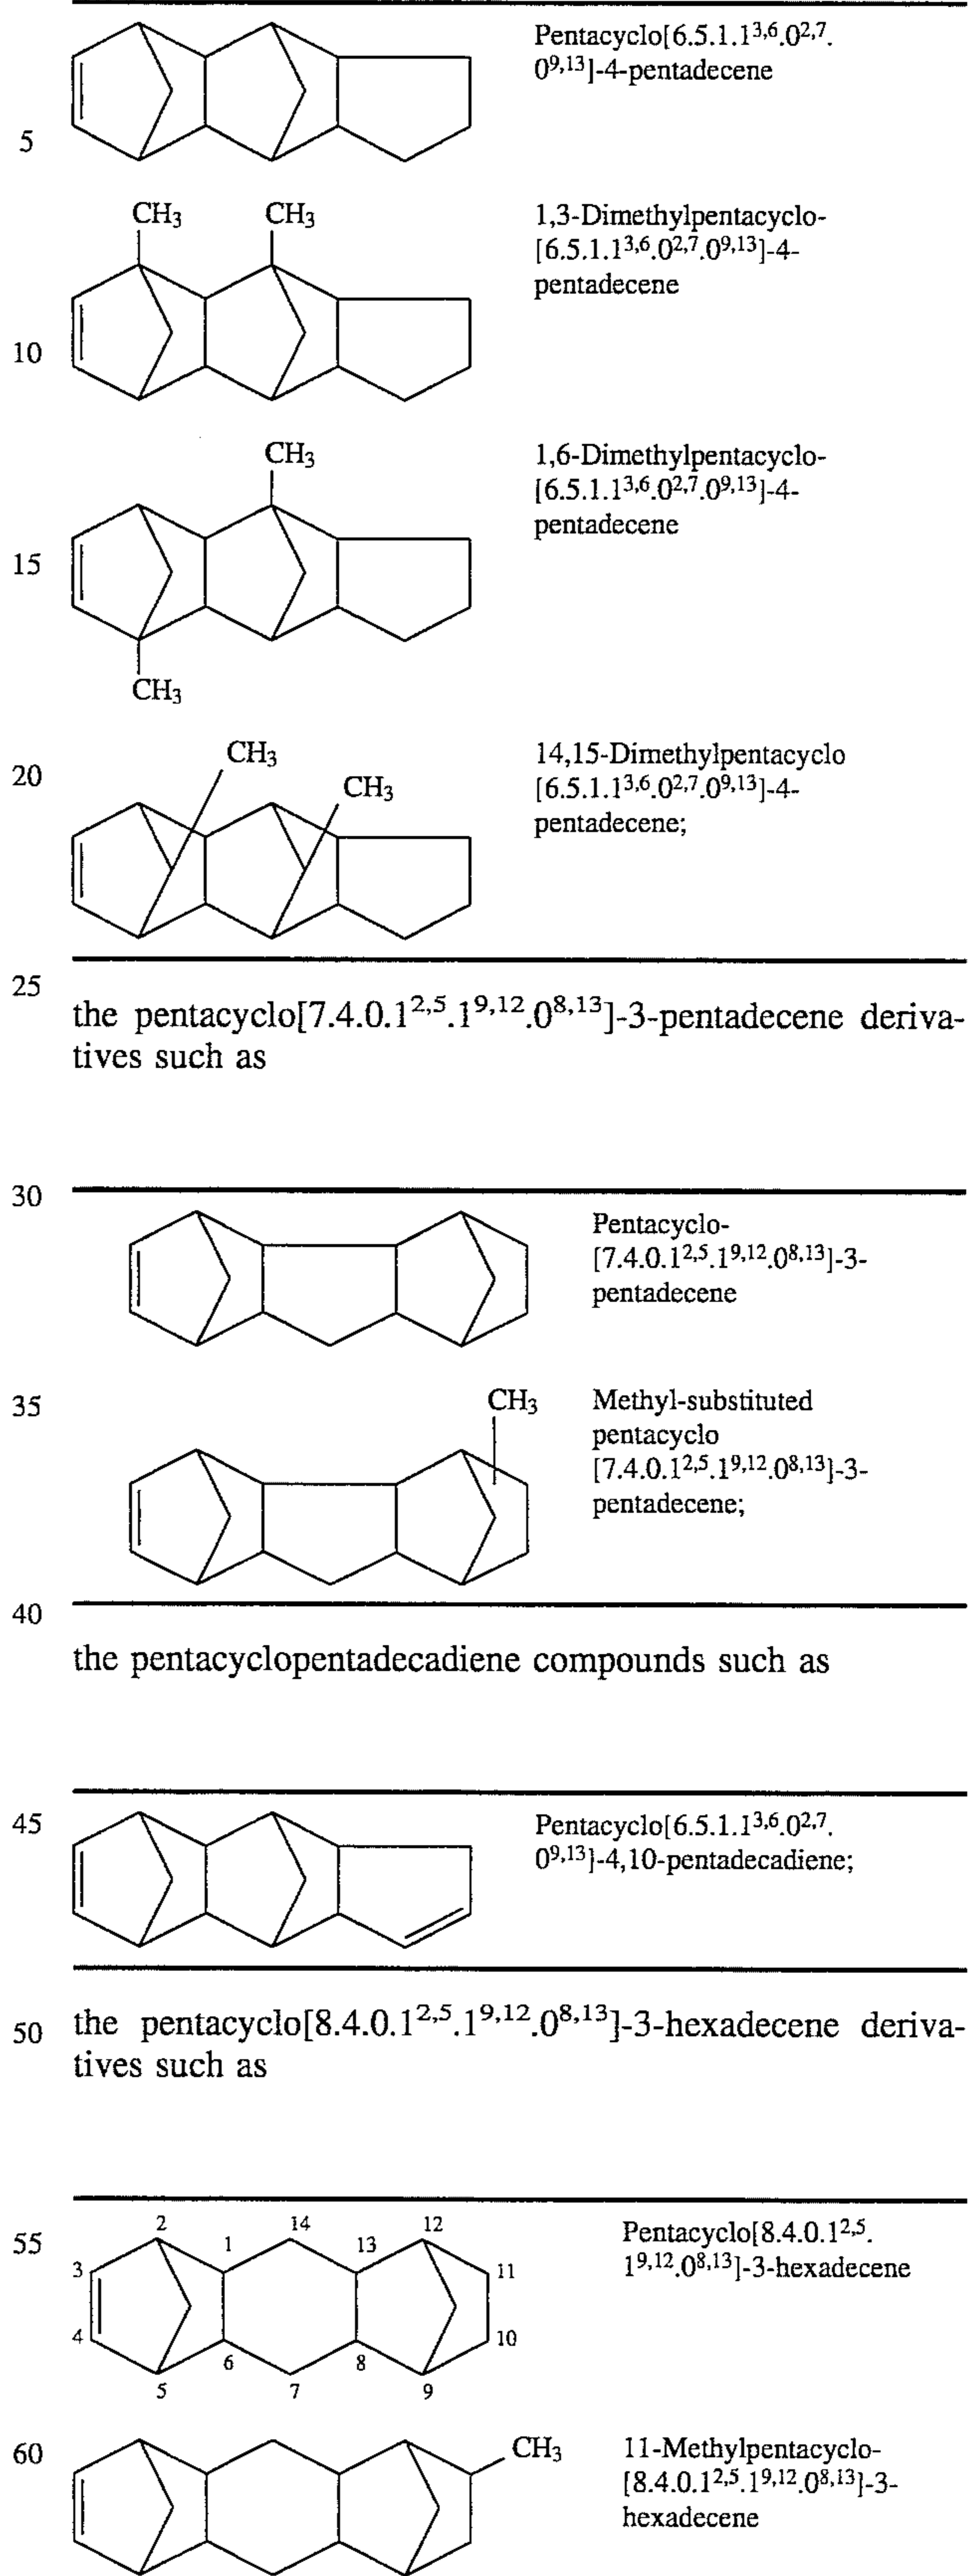 Pentacyclo[6.5.1.1³,⁶.0²,⁷.
0⁹,¹³]-4-pentadecene
5
CH₃ CH₃
1,3-Dimethylpentacyclo-
[6.5.1.1³,⁶.0²,⁷.0⁹,¹³]-4-
pentadecene
10
CH₃
1,6-Dimethylpentacyclo-
[6.5.1.1³,⁶.0²,⁷.0⁹,¹³]-4-
pentadecene
15
CH₃
20
CH₃
CH₃
14,15-Dimethylpentacyclo
[6.5.1.1³,⁶.0²,⁷.0⁹,¹³]-4-
pentadecene;
25
the pentacyclo[7.4.0.1²,⁵.1⁹,¹².0⁸,¹³]-3-pentadecene deriva-
tives such as
30
Pentacyclo-
[7.4.0.1²,⁵.1⁹,¹².0⁸,¹³]-3-
pentadecene
35
CH₃
Methyl-substituted
pentacyclo
[7.4.0.1²,⁵.1⁹,¹².0⁸,¹³]-3-
pentadecene;
40
the pentacyclopentadecadiene compounds such as
45
Pentacyclo[6.5.1.1³,⁶.0²,⁷.
0⁹,¹³]-4,10-pentadecadiene;
50
the pentacyclo[8.4.0.1²,⁵.1⁹,¹².0⁸,¹³]-3-hexadecene deriva-
tives such as
55
2 14 12
1 13
3 11
4 10
6 8
5 7 9
Pentacyclo[8.4.0.1²,⁵.
1⁹,¹².0⁸,¹³]-3-hexadecene
60
CH₃
11-Methylpentacyclo-
[8.4.0.1²,⁵.1⁹,¹².0⁸,¹³]-3-
hexadecene